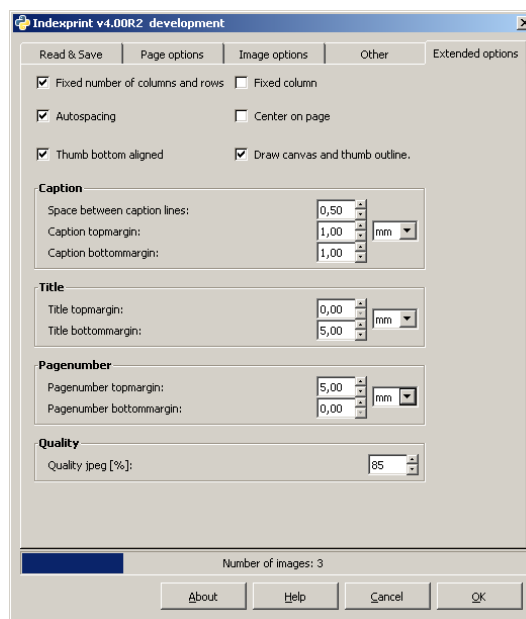 Indexprint v4.00R2 development
Read & Save Page options Image options Other Extended options
Fixed number of columns and rows Fixed column
Autospacing Center on page
Thumb bottom aligned Draw canvas and thumb outline.
Caption
Space between caption lines: 0,50
Caption topmargin: 1,00 mm
Caption bottommargin: 1,00
Title
Title topmargin: 0,00 mm
Title bottommargin: 5,00
Pagenumber
Pagenumber topmargin: 5,00 mm
Pagenumber bottommargin: 0,00
Quality
Quality jpeg [%]: 85
Number of images: 3
About Help Cancel OK